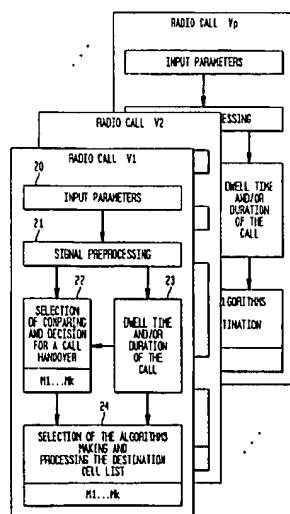 RADIO CALL Vp
INPUT PARAMETERS
ESSING
DWELL TIME
AND/OR
DURATION
OF THE
CALL
LGORITHMS
STINATION
RADIO CALL V2
RADIO CALL V1
20
INPUT PARAMETERS
21
SIGNAL PREPROCESSING
22
SELECTION
OF COMPARING
AND DECISION
FOR A CALL
HANDOVER
M1...Mk
23
DWELL TIME
AND/OR
DURATION
OF THE
CALL
24
SELECTION OF THE ALGORITHMS
MAKING AND
PROCESSING THE DESTINATION
CELL LIST
M1...Mk